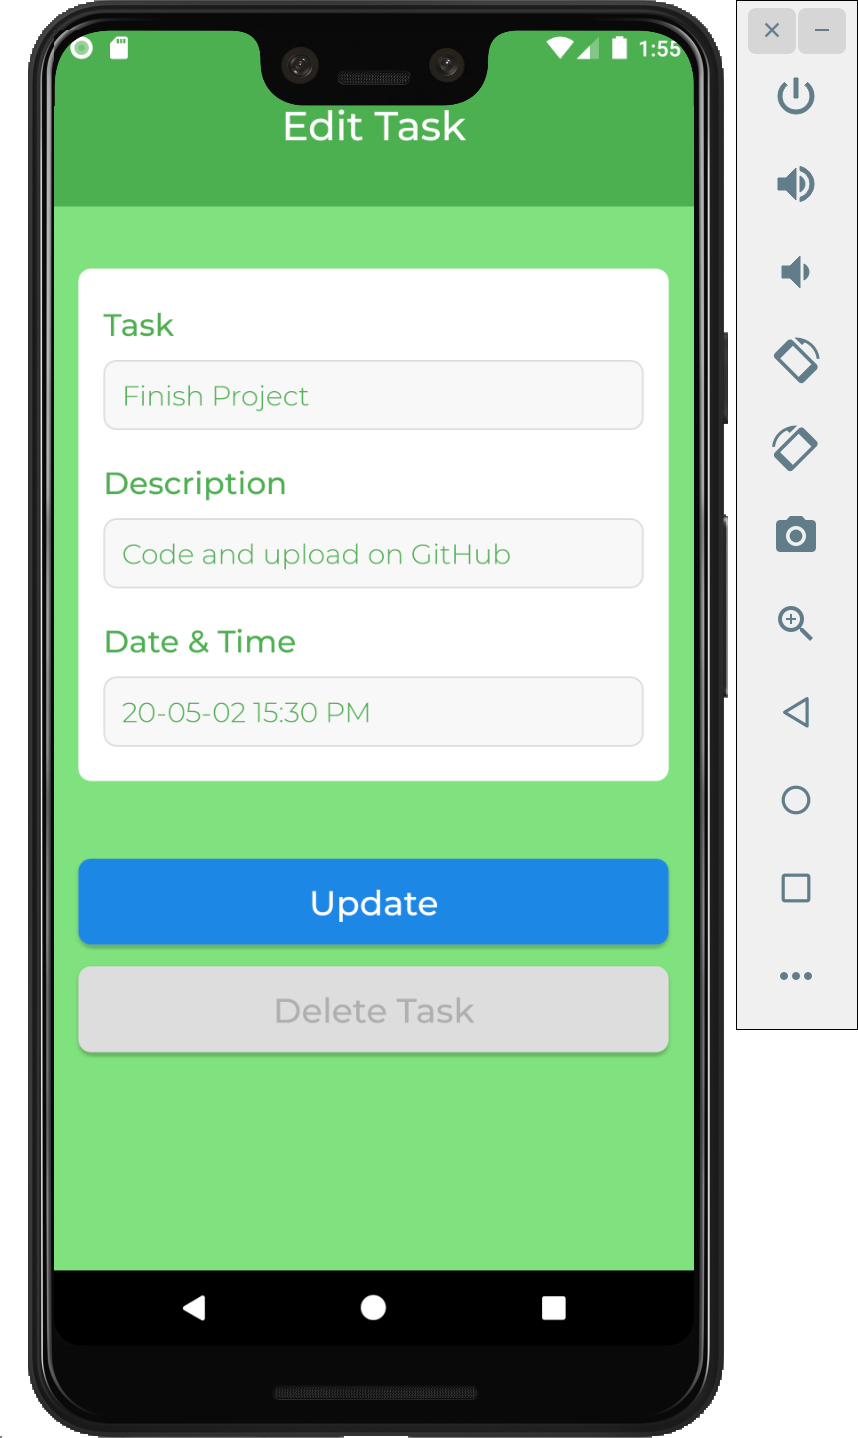 1:55
Edit Task
Task
Finish Project
Description
Code and upload on GitHub
Date & Time
20-05-02 15:30 PM
Update
Delete Task